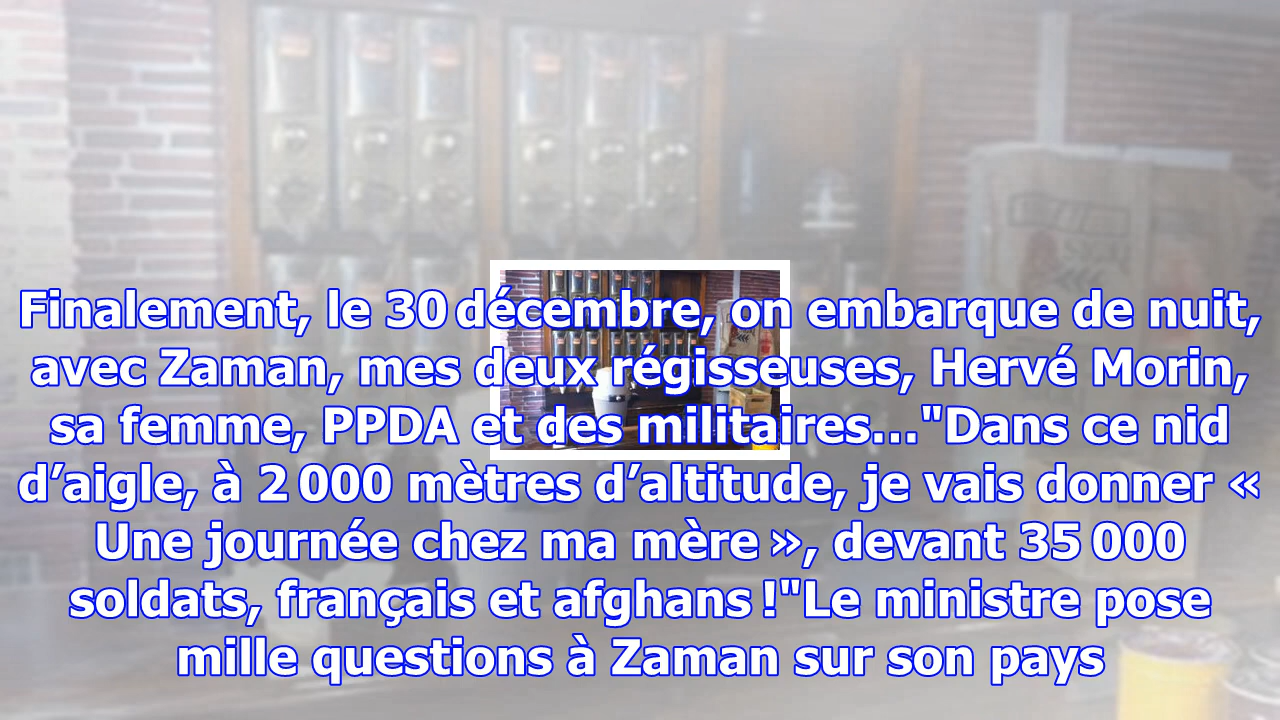 Finalement, le 30 décembre, on embarque de nuit,
avec Zaman, mes deux régisseuses, Hervé Morin,
sa femme, PPDA et des militaires..."Dans ce nid
d’aigle, à 2 000 mètres d’altitude, je vais donner «
Une journée chez ma mère », devant 35 000
soldats, français et afghans !"Le ministre pose
mille questions à Zaman sur son pays